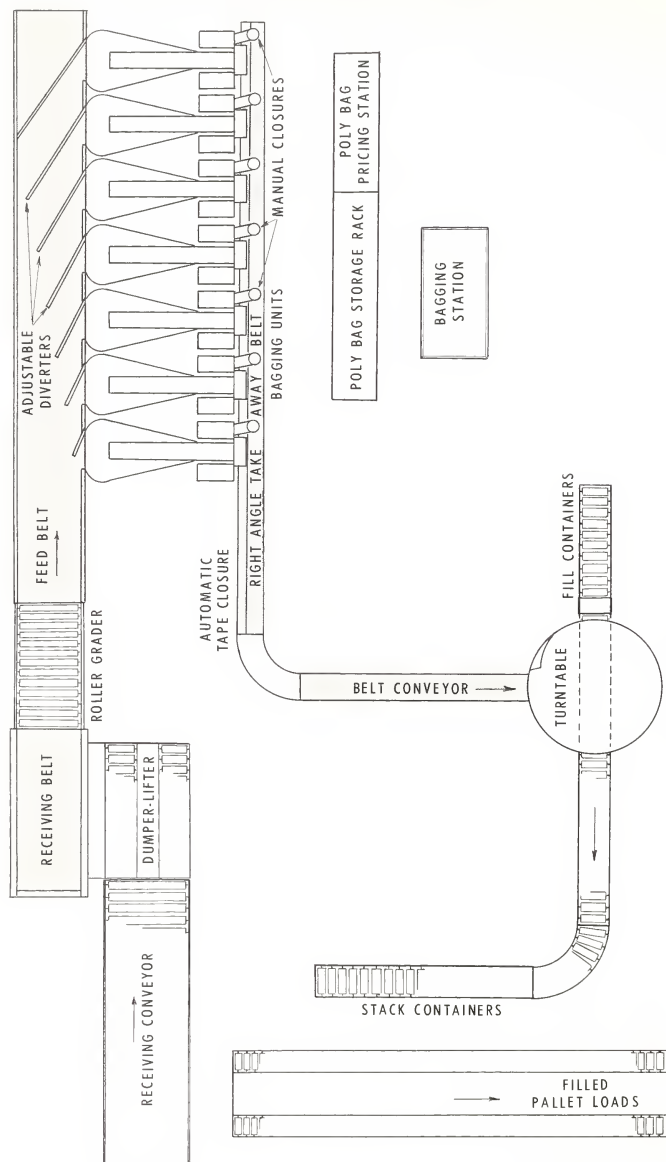 ADJUSTABLE
DIVERTERS
FEED BELT
ROLLER GRADER
RECEIVING BELT
DUMPER-LIFTER
RECEIVING CONVEYOR
MANUAL CLOSURES
BAGGING UNITS
RIGHT ANGLE TAKE AWAY BELT
AUTOMATIC
TAPE CLOSURE
POLY BAG
PRICING STATION
POLY BAG STORAGE RACK
BAGGING
STATION
BELT CONVEYOR
TURNTABLE
FILL CONTAINERS
STACK CONTAINERS
FILLED
PALLET LOADS